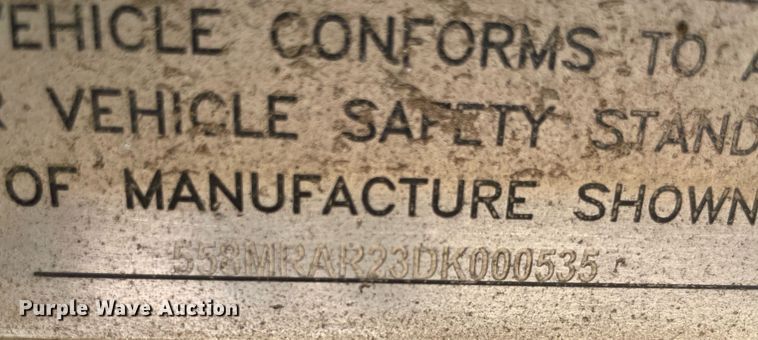 VEHICLE CONFORMS TO A
R VEHICLE SAFETY STAND
OF MANUFACTURE SHOWN
558MRAR23DK000535
Purple Wave Auction